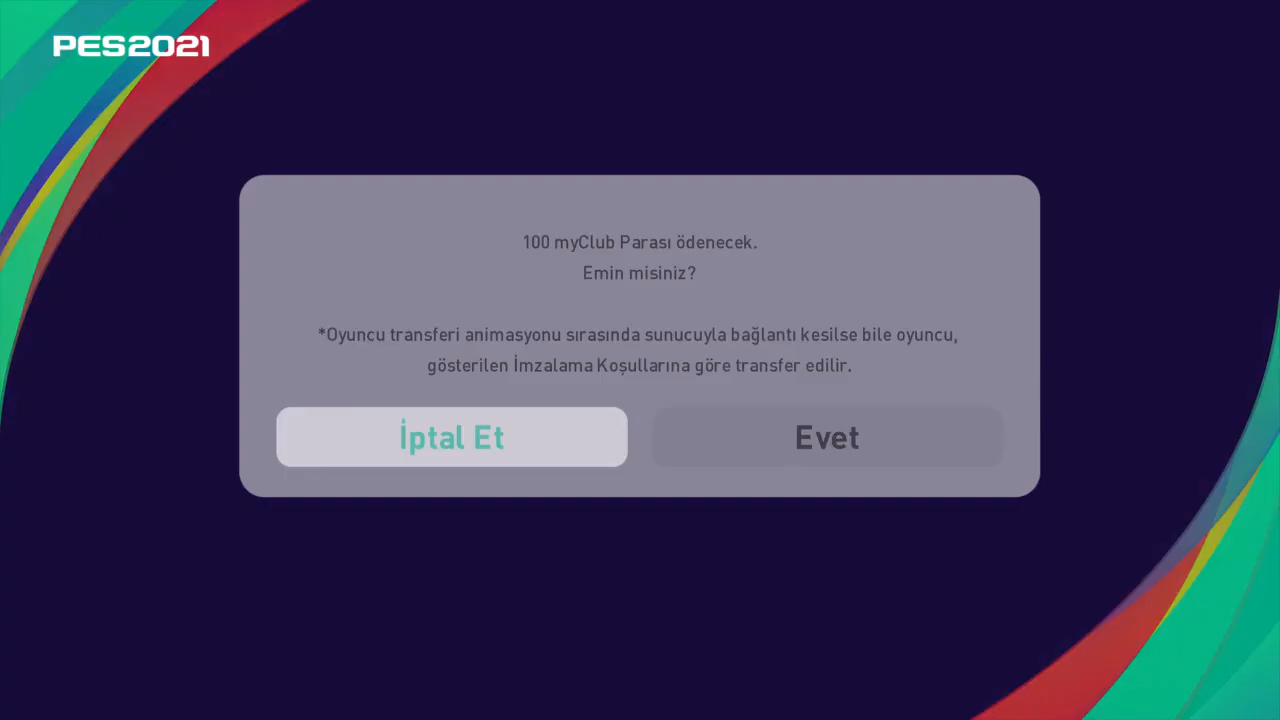 PES2021
100 myClub Parası ödenecek.
Emin misiniz?
*Oyuncu transferi animasyonu sırasında sunucuyla bağlantı kesilse bile oyuncu,
gösterilen İmzalama Koşullarına göre transfer edilir.
İptal Et
Evet